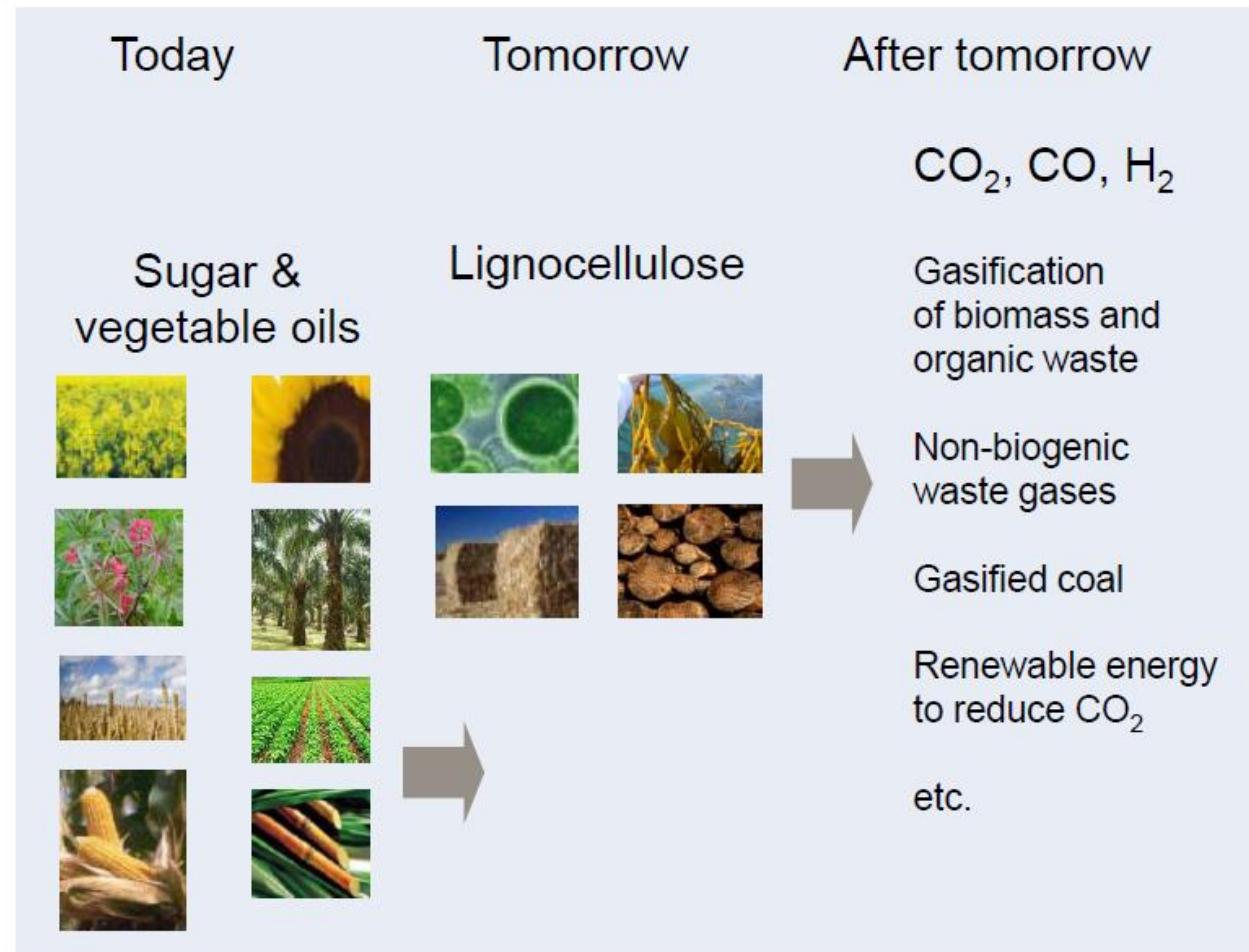 Today
Tomorrow
After tomorrow
Sugar &
vegetable oils
Lignocellulose
CO₂, CO, H₂
Gasification
of biomass and
organic waste
Non-biogenic
waste gases
Gasified coal
Renewable energy
to reduce CO₂
etc.